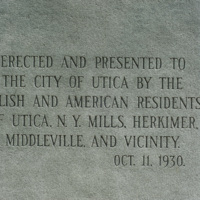 ERECTED AND PRESENTED TO
THE CITY OF UTICA BY THE
LISH AND AMERICAN RESIDENTS
F UTICA, N.Y. MILLS, HERKIMER,
MIDDLEVILLE, AND VICINITY.
OCT. 11, 1930.